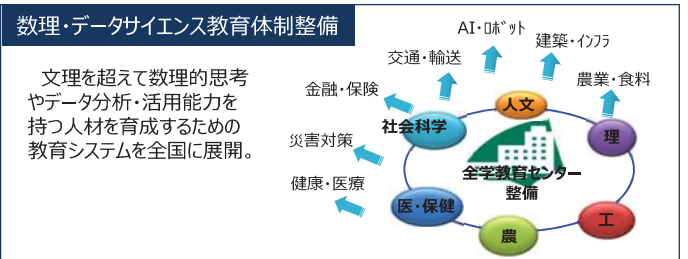 数理・データサイエンス教育体制整備
文理を超えて数理的思考
やデータ分析・活用能力を
持つ人材を育成するための
教育システムを全国に展開。
AI・ﾛﾎﾞｯﾄ
交通・輸送
建築・ｲﾝﾌﾗ
金融・保険
農業・食料
災害対策
健康・医療
人文
社会科学
理
全学教育センター
整備
医・保健
工
農